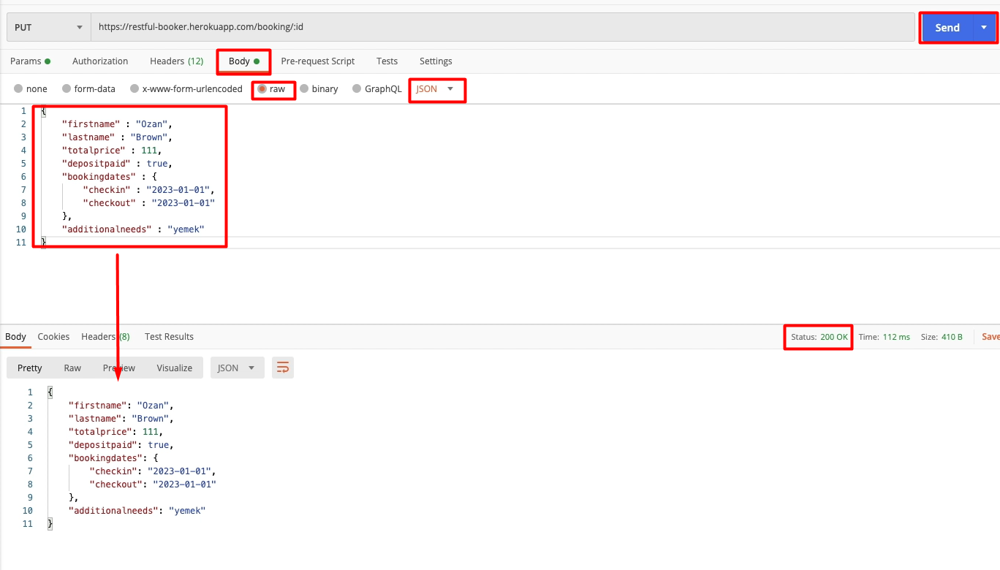 PUT https://restful-booker.herokuapp.com/booking/:id Send
Params Authorization Headers (12) Body Pre-request Script Tests Settings
none form-data x-www-form-urlencoded raw binary GraphQL JSON
1 {
2 "firstname" : "Ozan",
3 "lastname" : "Brown",
4 "totalprice" : 111,
5 "depositpaid" : true,
6 "bookingdates" : {
7 "checkin" : "2023-01-01",
8 "checkout" : "2023-01-01"
9 },
10 "additionalneeds" : "yemek"
11 }
Body Cookies Headers (8) Test Results Status: 200 OK Time: 112 ms Size: 410 B Save
Pretty Raw Preview Visualize JSON
1 {
2 "firstname": "Ozan",
3 "lastname": "Brown",
4 "totalprice": 111,
5 "depositpaid": true,
6 "bookingdates": {
7 "checkin": "2023-01-01",
8 "checkout": "2023-01-01"
9 },
10 "additionalneeds": "yemek"
11 }